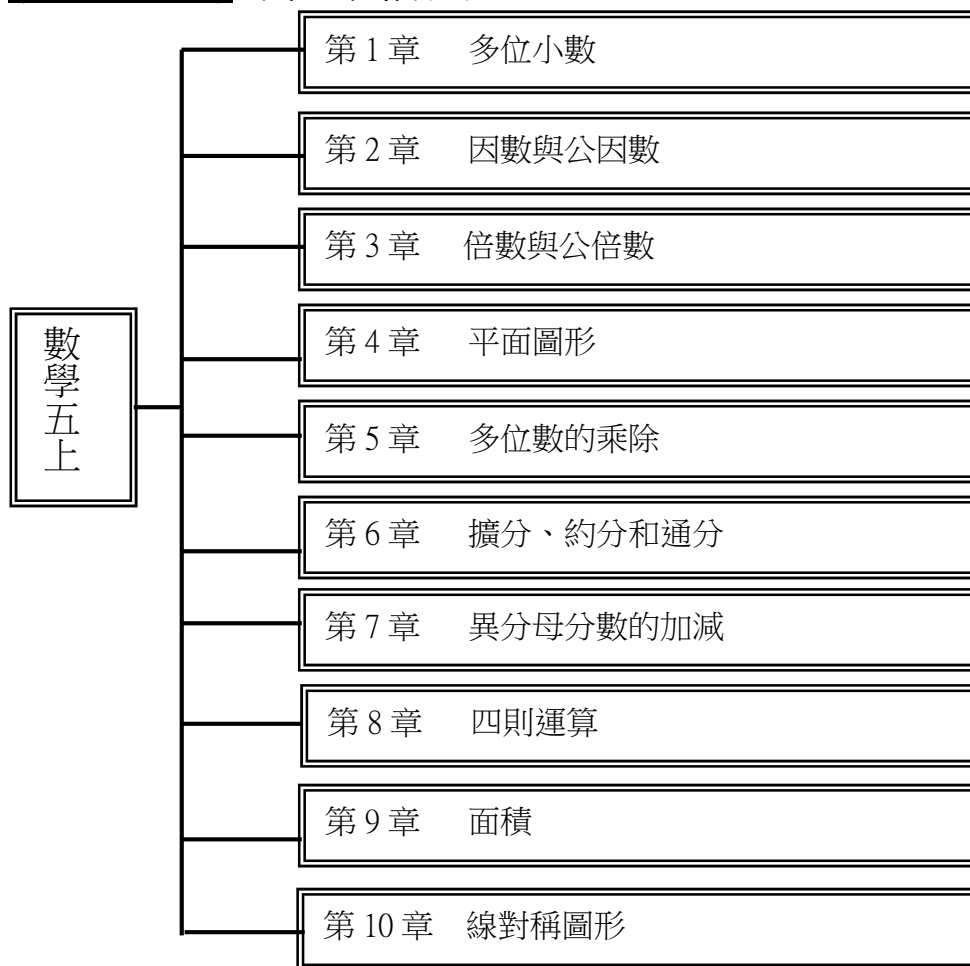 數學五上
第 1 章 多位小數
第 2 章 因數與公因數
第 3 章 倍數與公倍數
第 4 章 平面圖形
第 5 章 多位數的乘除
第 6 章 擴分、約分和通分
第 7 章 異分母分數的加減
第 8 章 四則運算
第 9 章 面積
第 10 章 線對稱圖形